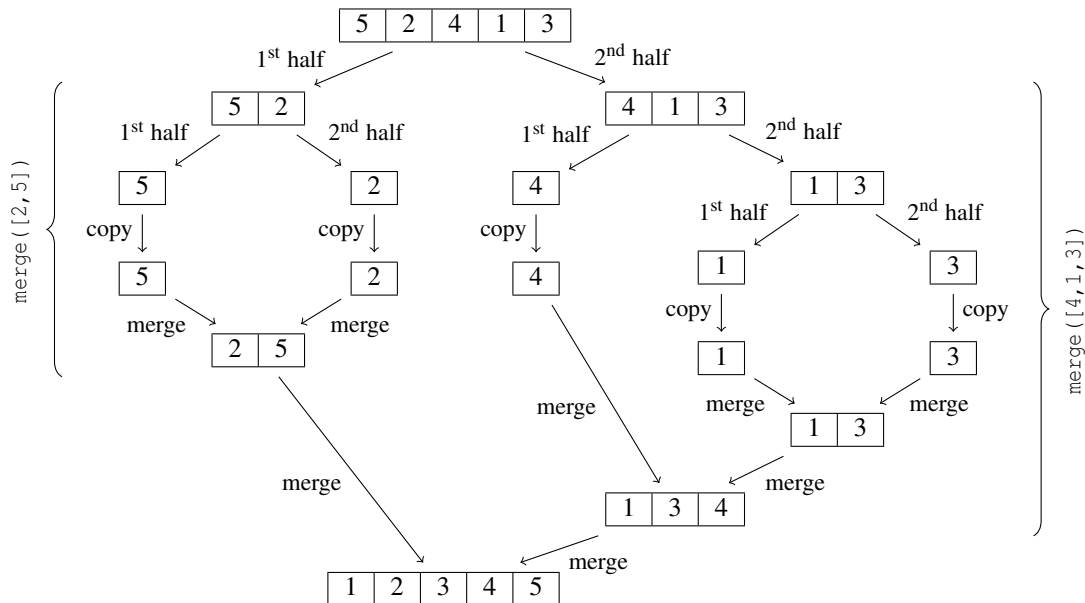 5 2 4 1 3
1st half 2nd half
5 2 4 1 3
1st half 2nd half 1st half 2nd half
5 2 4 1 3
copy copy copy 1st half 2nd half
5 2 4 1 3
merge merge copy copy
2 5 1 3
merge merge merge
1 3
merge merge
1 3 4
merge
1 2 3 4 5
merge([2,5])
merge([4,1,3])